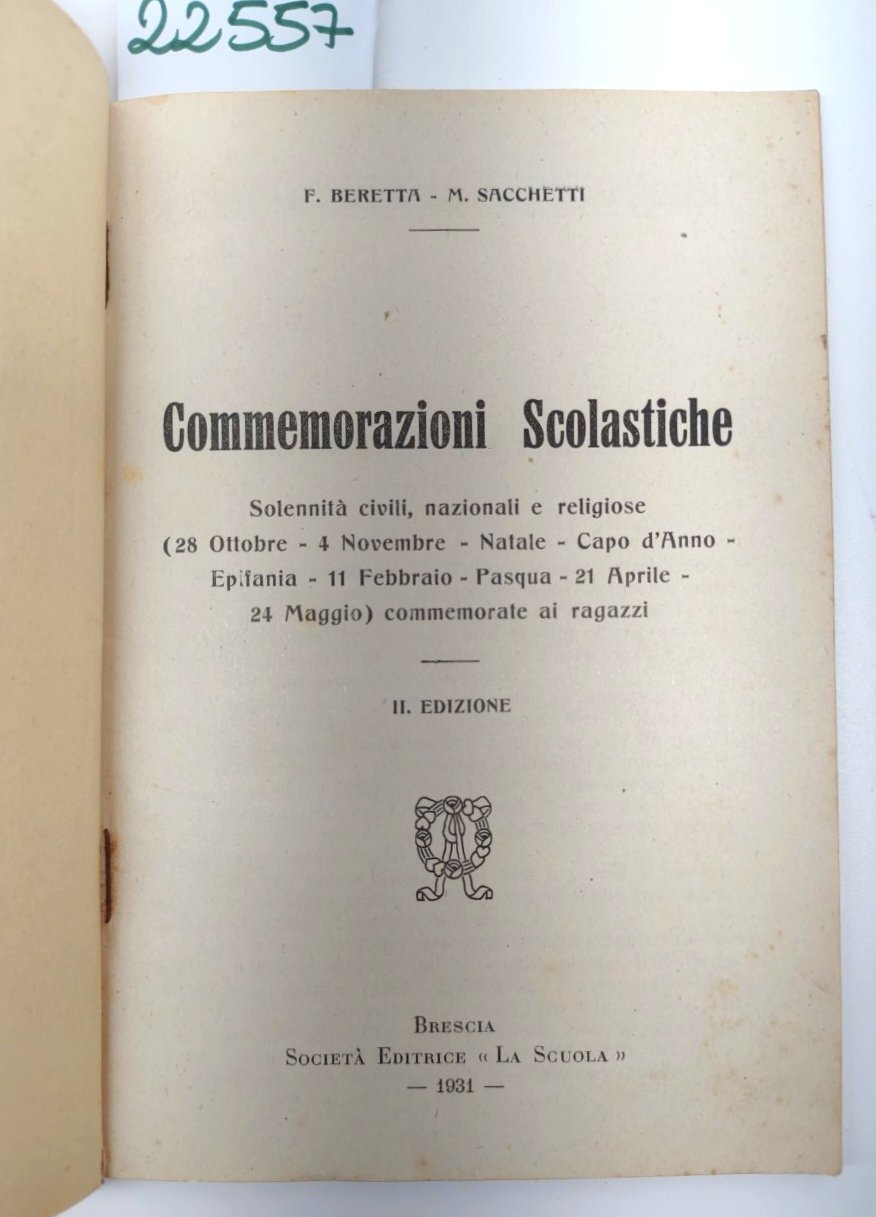 22557
F. BERETTA - M. SACCHETTI
Commemorazioni Scolastiche
Solennità civili, nazionali e religiose
(28 Ottobre - 4 Novembre - Natale - Capo d'Anno -
Epifania - 11 Febbraio - Pasqua - 21 Aprile -
24 Maggio) commemorate ai ragazzi
II. EDIZIONE
BRESCIA
SOCIETÀ EDITRICE « LA SCUOLA »
— 1931 —